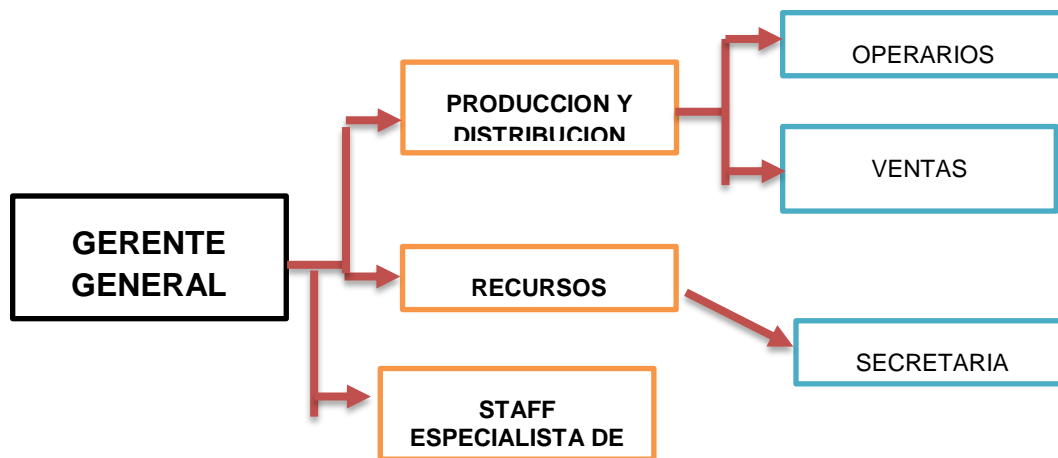 OPERARIOS
PRODUCCION Y
DISTRIBUCION
VENTAS
GERENTE
GENERAL
RECURSOS
SECRETARIA
STAFF
ESPECIALISTA DE